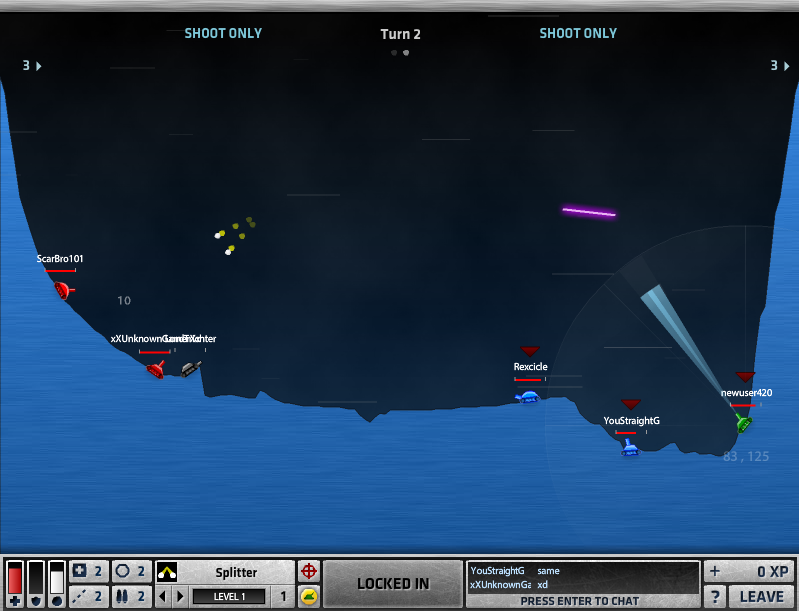 SHOOT ONLY
Turn 2
SHOOT ONLY
3
3
ScarBro101
10
xXUnknownGa
Rexcicle
newuser420
YouStraightG
83,125
2
2
Splitter
0 XP
YouStraightG same
xXUnknownGa xd
LOCKED IN
2
2
LEVEL 1
1
PRESS ENTER TO CHAT
?
LEAVE